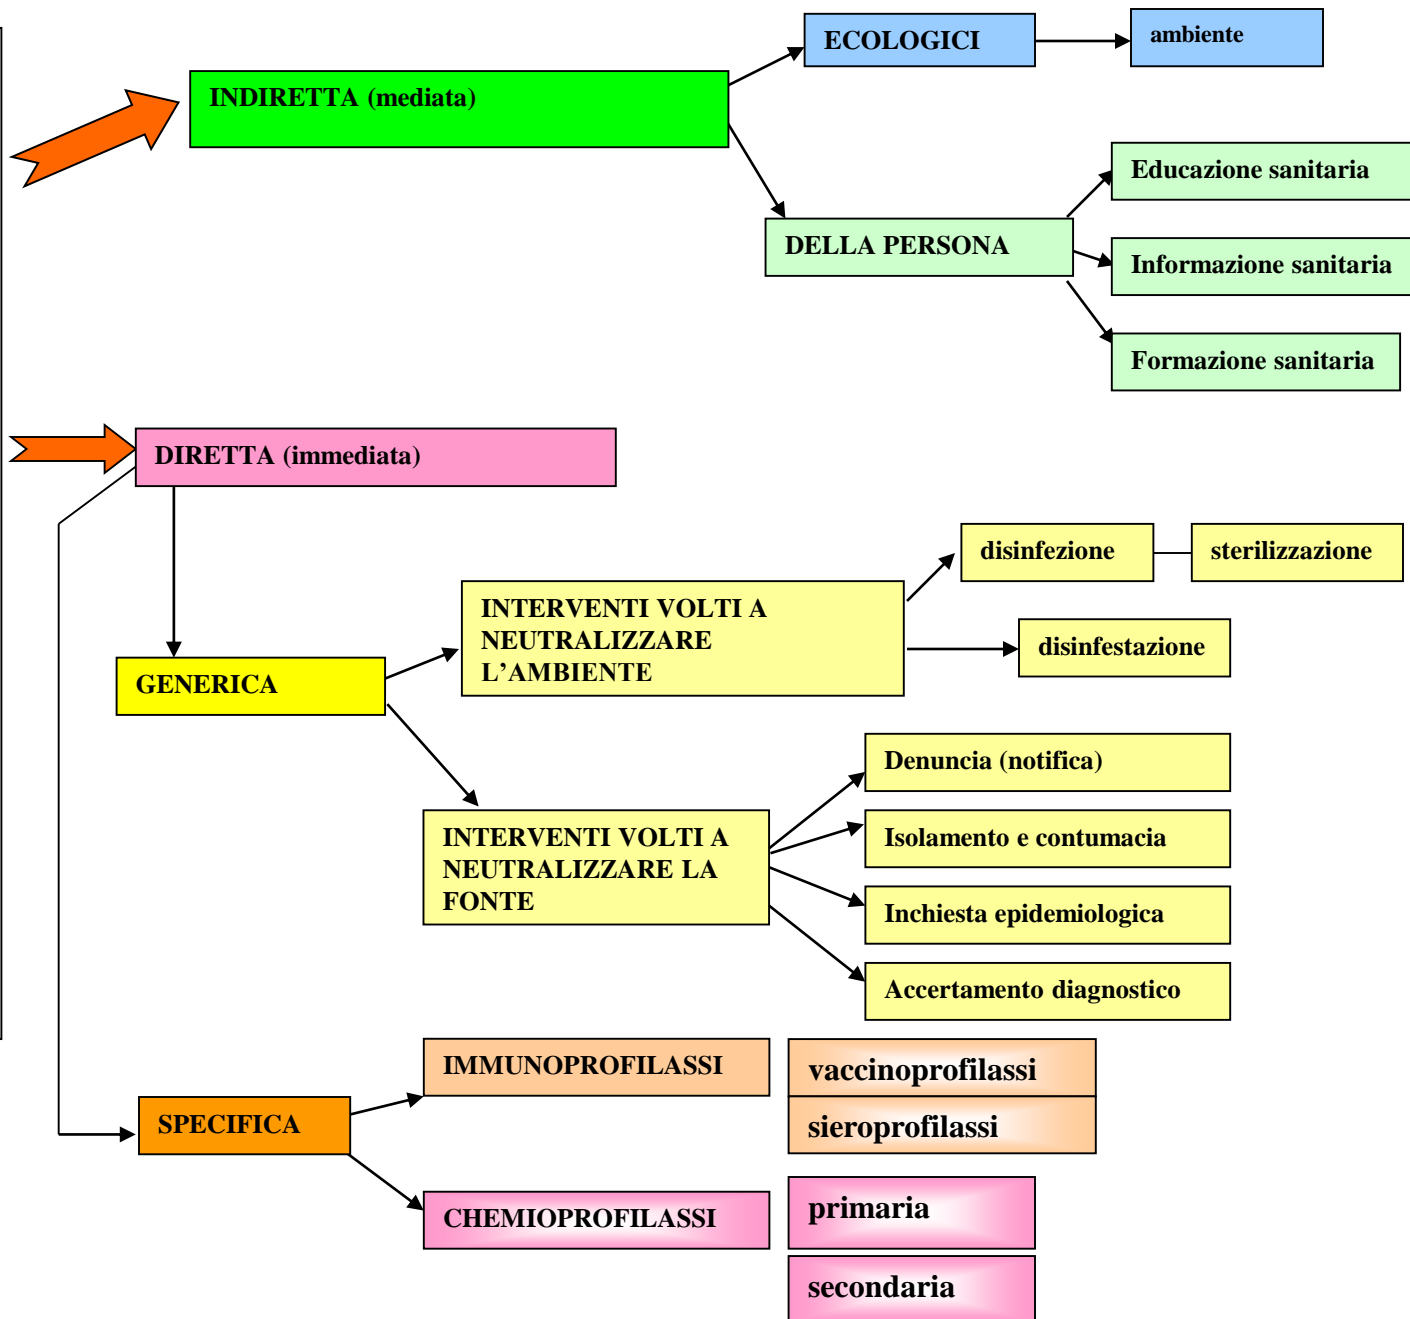 ECOLOGICI
ambiente
INDIRETTA (mediata)
Educazione sanitaria
DELLA PERSONA
Informazione sanitaria
Formazione sanitaria
DIRETTA (immediata)
disinfezione
sterilizzazione
INTERVENTI VOLTI A
NEUTRALIZZARE
L’AMBIENTE
disinfestazione
GENERICA
Denuncia (notifica)
INTERVENTI VOLTI A
NEUTRALIZZARE LA
FONTE
Isolamento e contumacia
Inchiesta epidemiologica
Accertamento diagnostico
IMMUNOPROFILASSI
vaccinoprofilassi
SPECIFICA
sieroprofilassi
CHEMIOPROFILASSI
primaria
secondaria